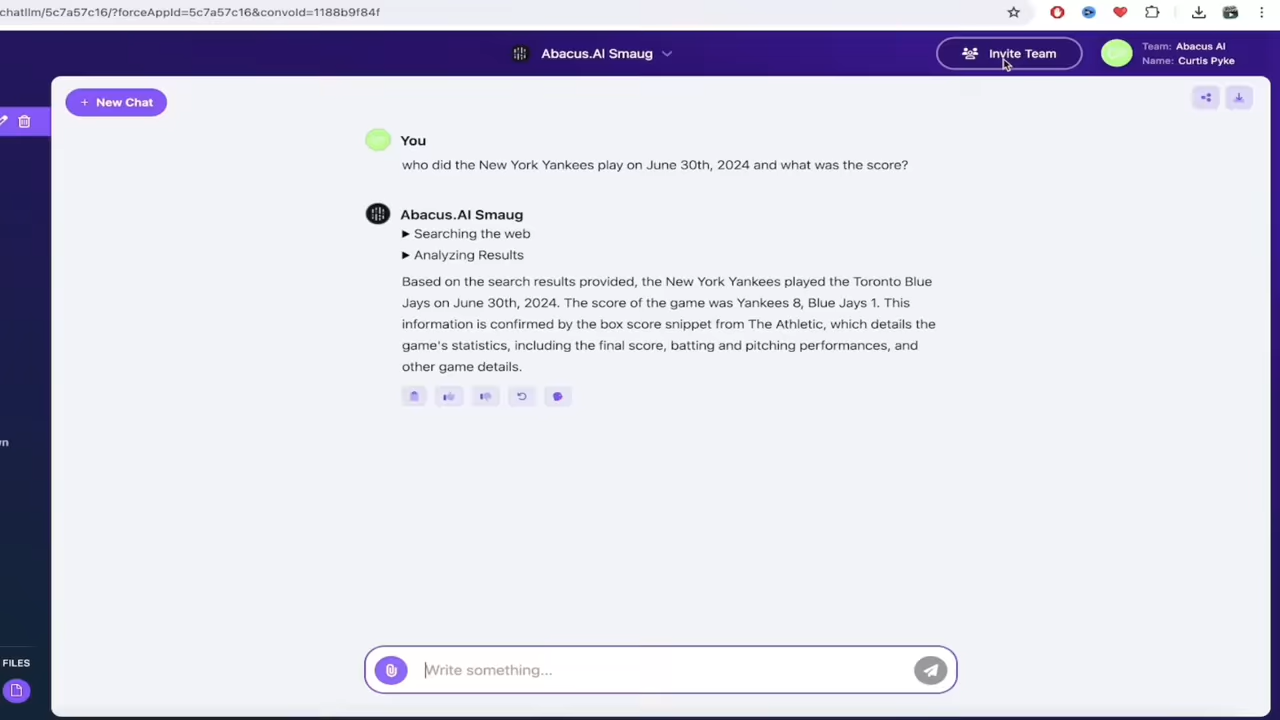 chatllm/5c7a57c16/?forceAppId=5c7a57c16&convoId=1188b9f84f
Abacus.AI Smaug
Invite Team
Team: Abacus AI
Name: Curtis Pyke
+ New Chat
You
who did the New York Yankees play on June 30th, 2024 and what was the score?
Abacus.AI Smaug
▶ Searching the web
▶ Analyzing Results
Based on the search results provided, the New York Yankees played the Toronto Blue
Jays on June 30th, 2024. The score of the game was Yankees 8, Blue Jays 1. This
information is confirmed by the box score snippet from The Athletic, which details the
game's statistics, including the final score, batting and pitching performances, and
other game details.
wn
FILES
Write something...